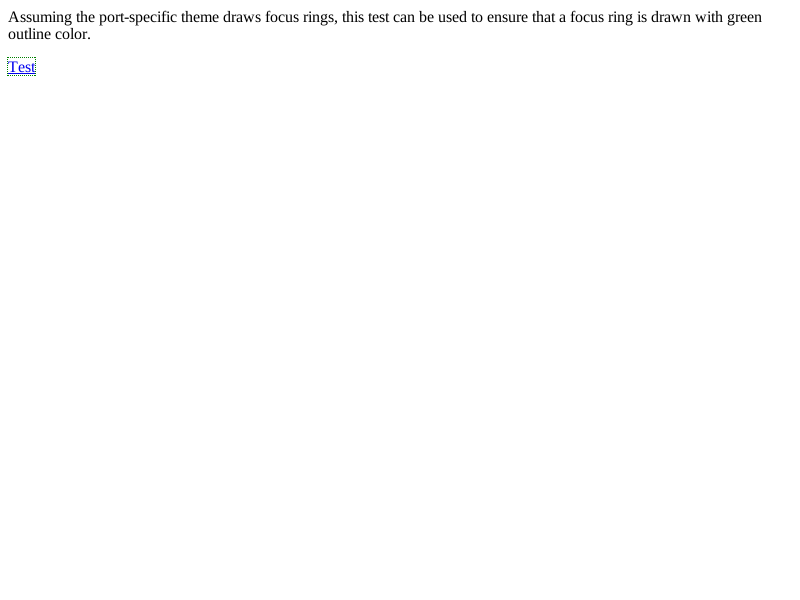 Assuming the port-specific theme draws focus rings, this test can be used to ensure that a focus ring is drawn with green
outline color.
Test